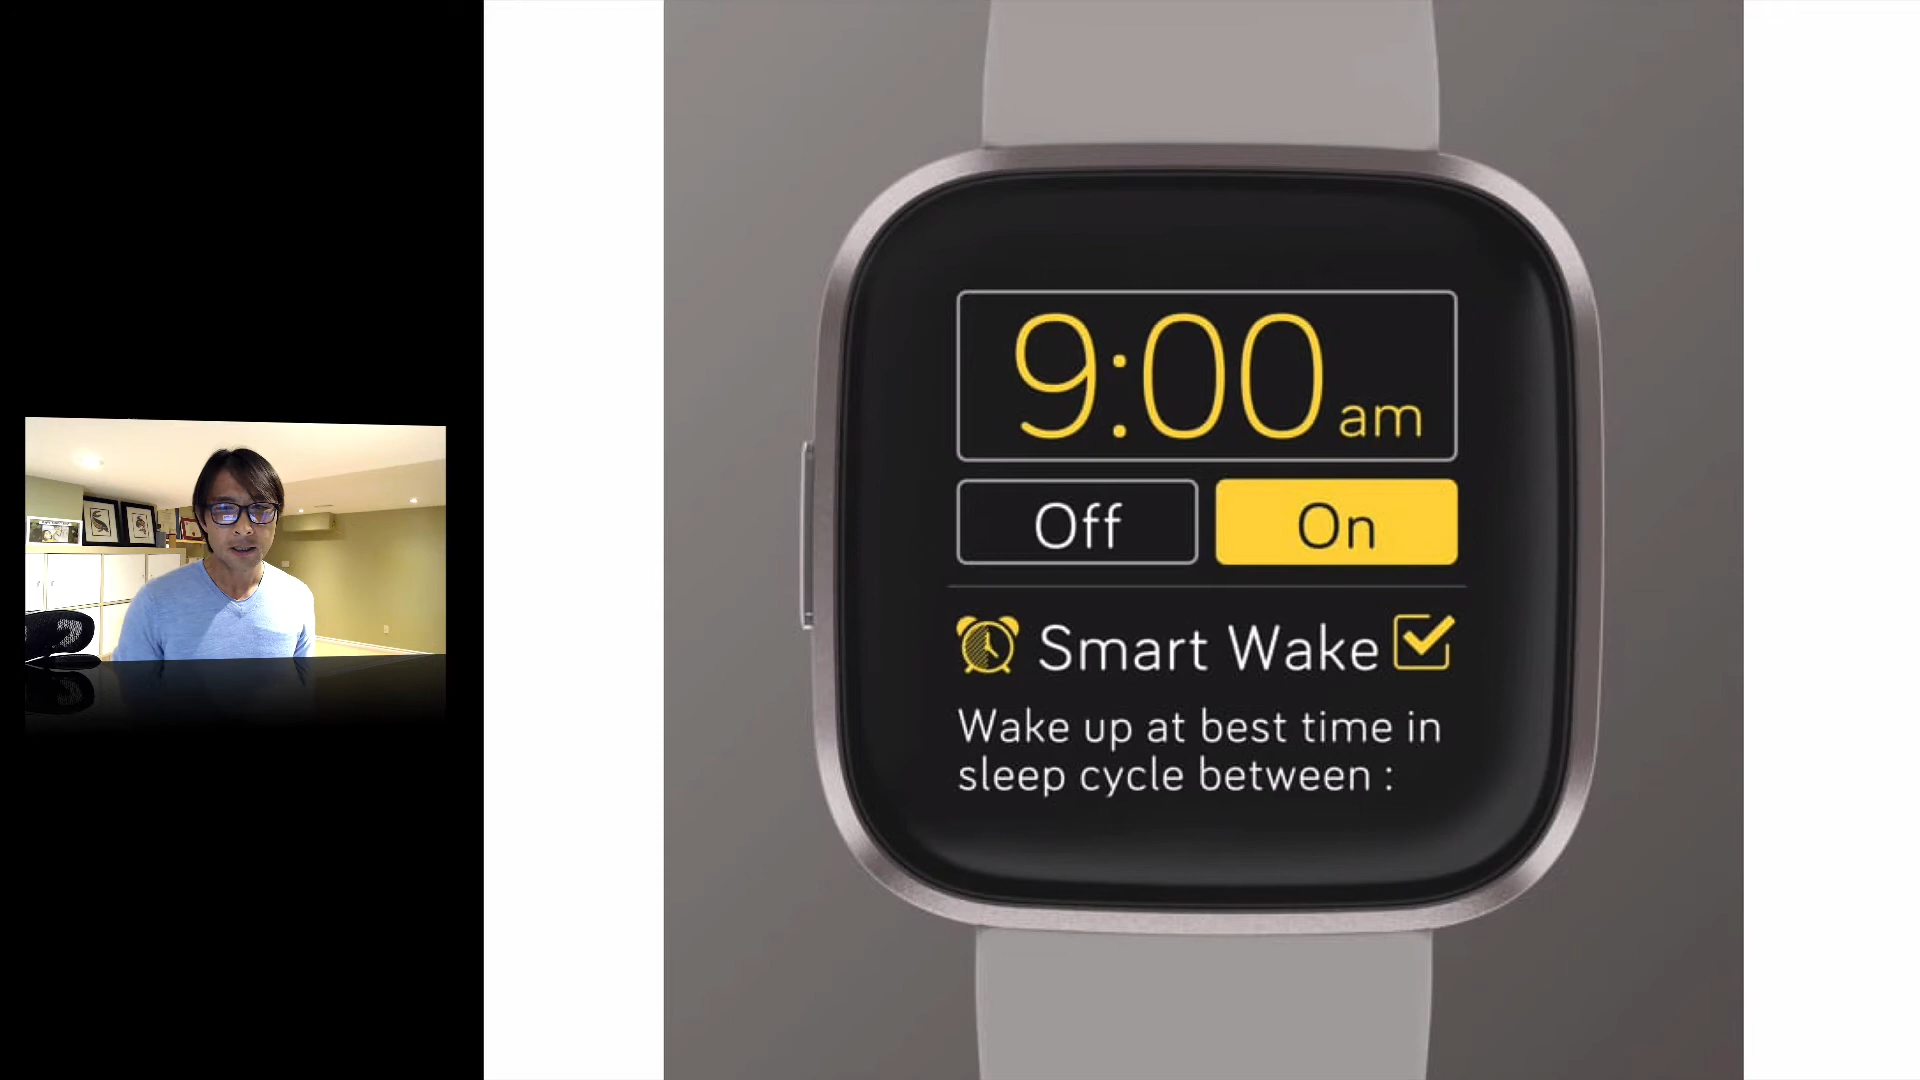 9:00 am
Off
On
Smart Wake
Wake up at best time in
sleep cycle between :